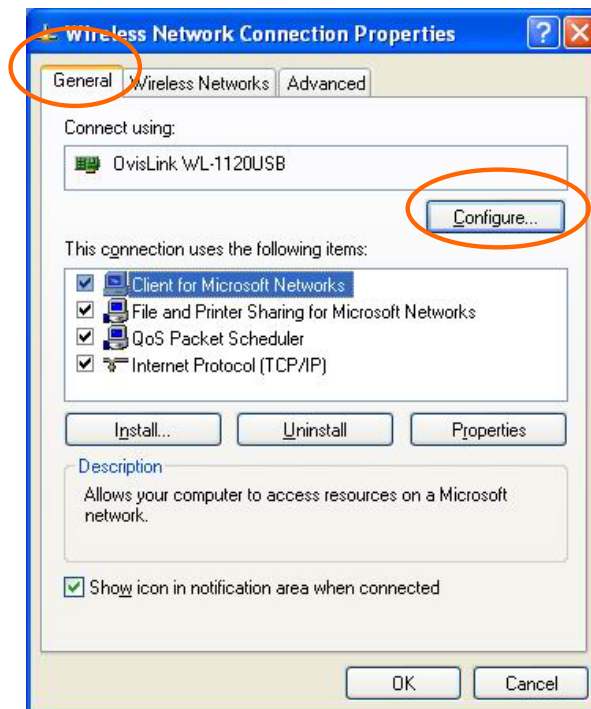 Wireless Network Connection Properties
General Wireless Networks Advanced
Connect using:
OvisLink WL-1120USB
Configure...
This connection uses the following items:
Client for Microsoft Networks
File and Printer Sharing for Microsoft Networks
QoS Packet Scheduler
Internet Protocol (TCP/IP)
Install... Uninstall Properties
Description
Allows your computer to access resources on a Microsoft
network.
Show icon in notification area when connected
OK Cancel